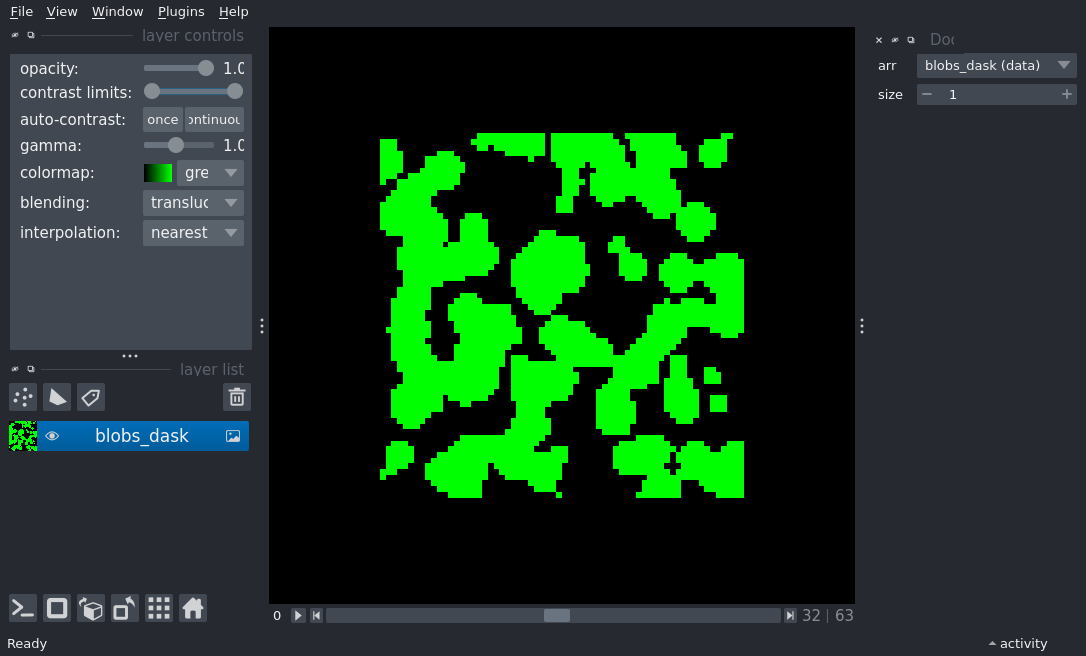 File View Window Plugins Help
layer controls
opacity: 1.0
contrast limits:
auto-contrast: once ontinuou
gamma: 1.0
colormap: gre
blending: transluc
interpolation: nearest
layer list
blobs_dask
0 32 | 63
Ready
activity
Doc
arr blobs_dask (data)
size 1